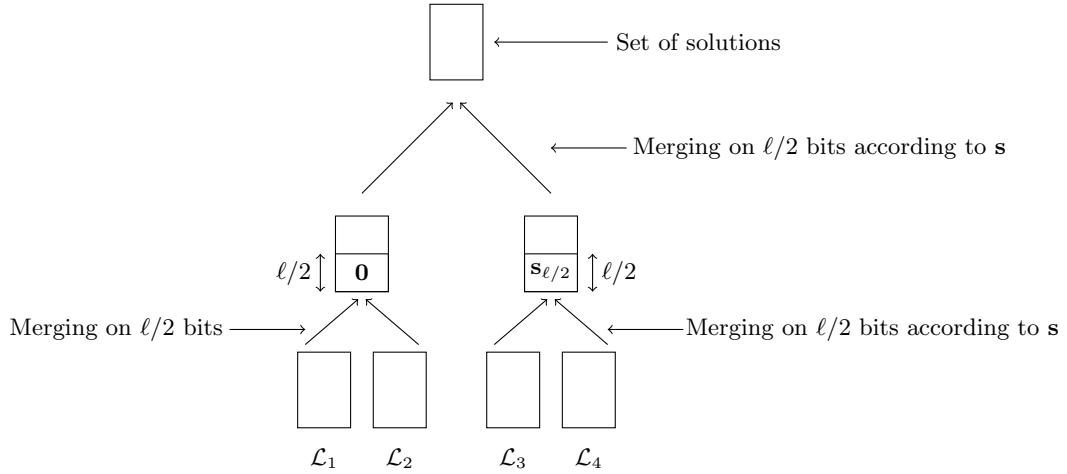 Set of solutions
Merging on ℓ/2 bits according to s
ℓ/2 0 s_{ℓ/2} ℓ/2
Merging on ℓ/2 bits Merging on ℓ/2 bits according to s
ℒ₁ ℒ₂ ℒ₃ ℒ₄